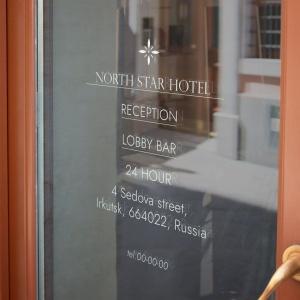 NORTH STAR HOTEL
RECEPTION
LOBBY BAR
24 HOUR
4 Sedova street,
Irkutsk, 664022, Russia
tel:00-00-00